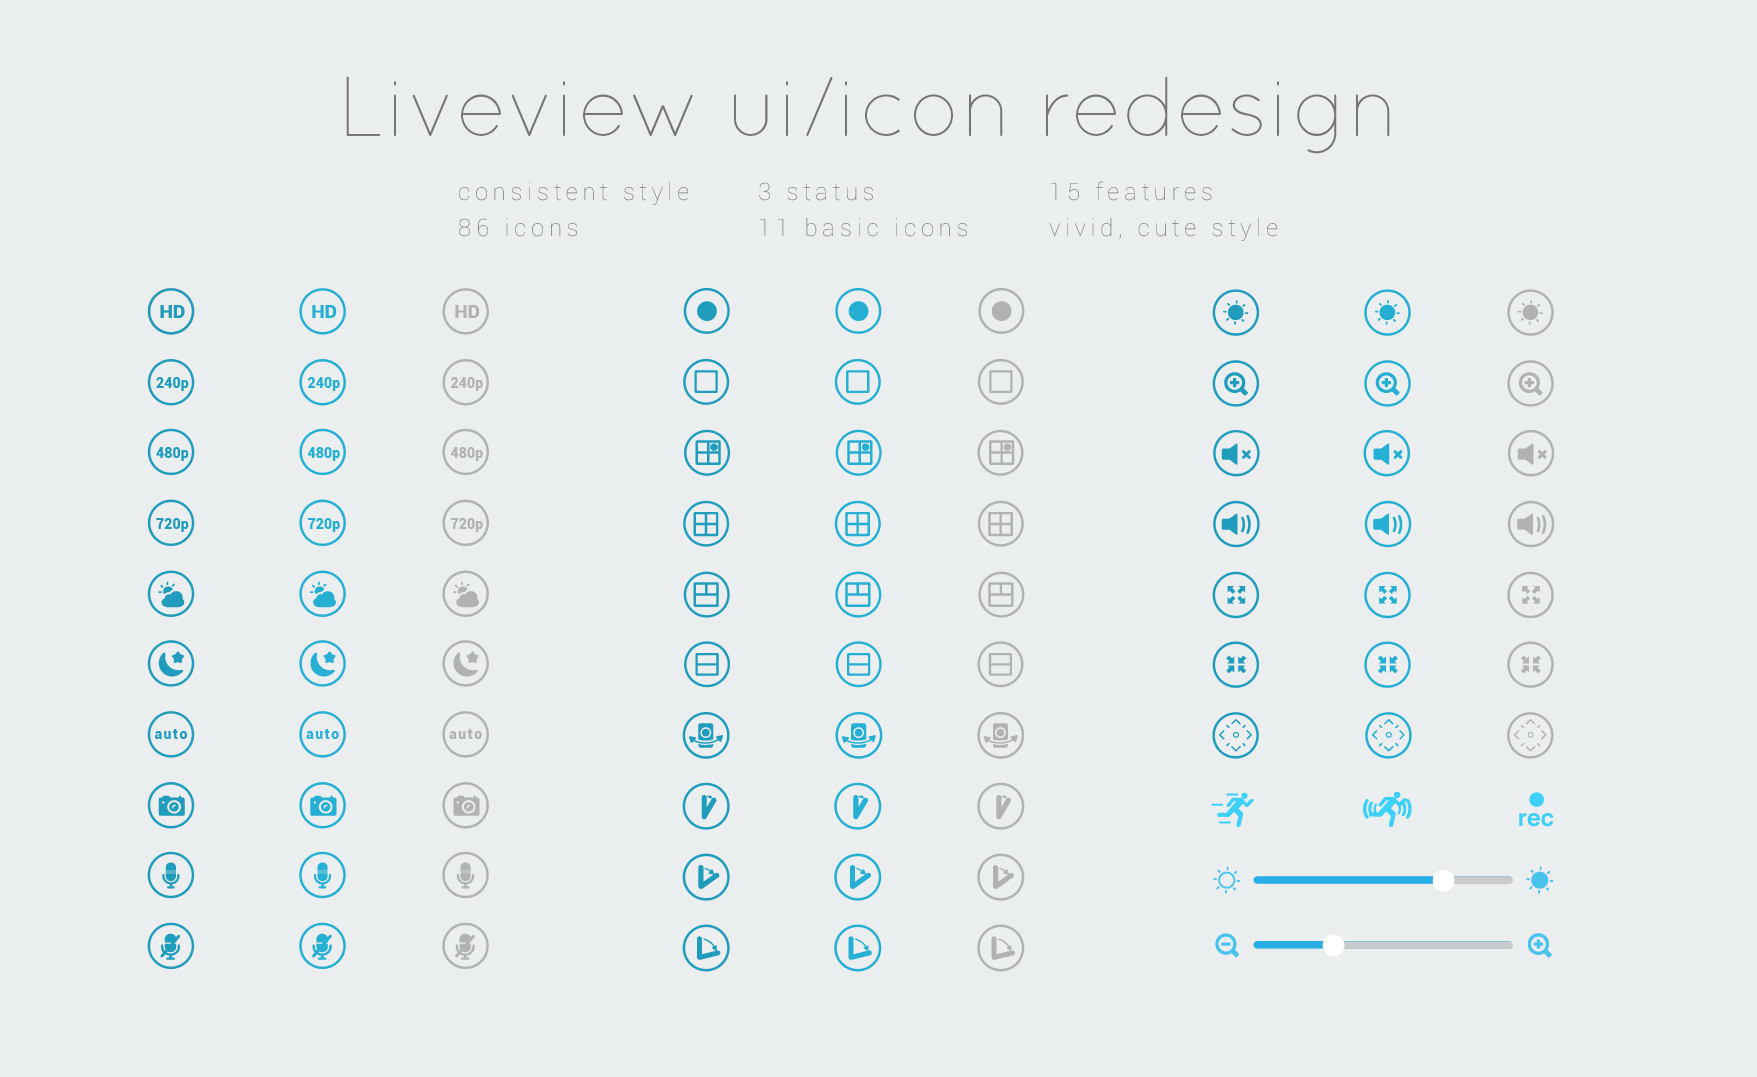 Liveview ui/icon redesign
consistent style 3 status 15 features
86 icons 11 basic icons vivid, cute style
HD HD HD
240p 240p 240p
480p 480p 480p
720p 720p 720p
auto auto auto
rec